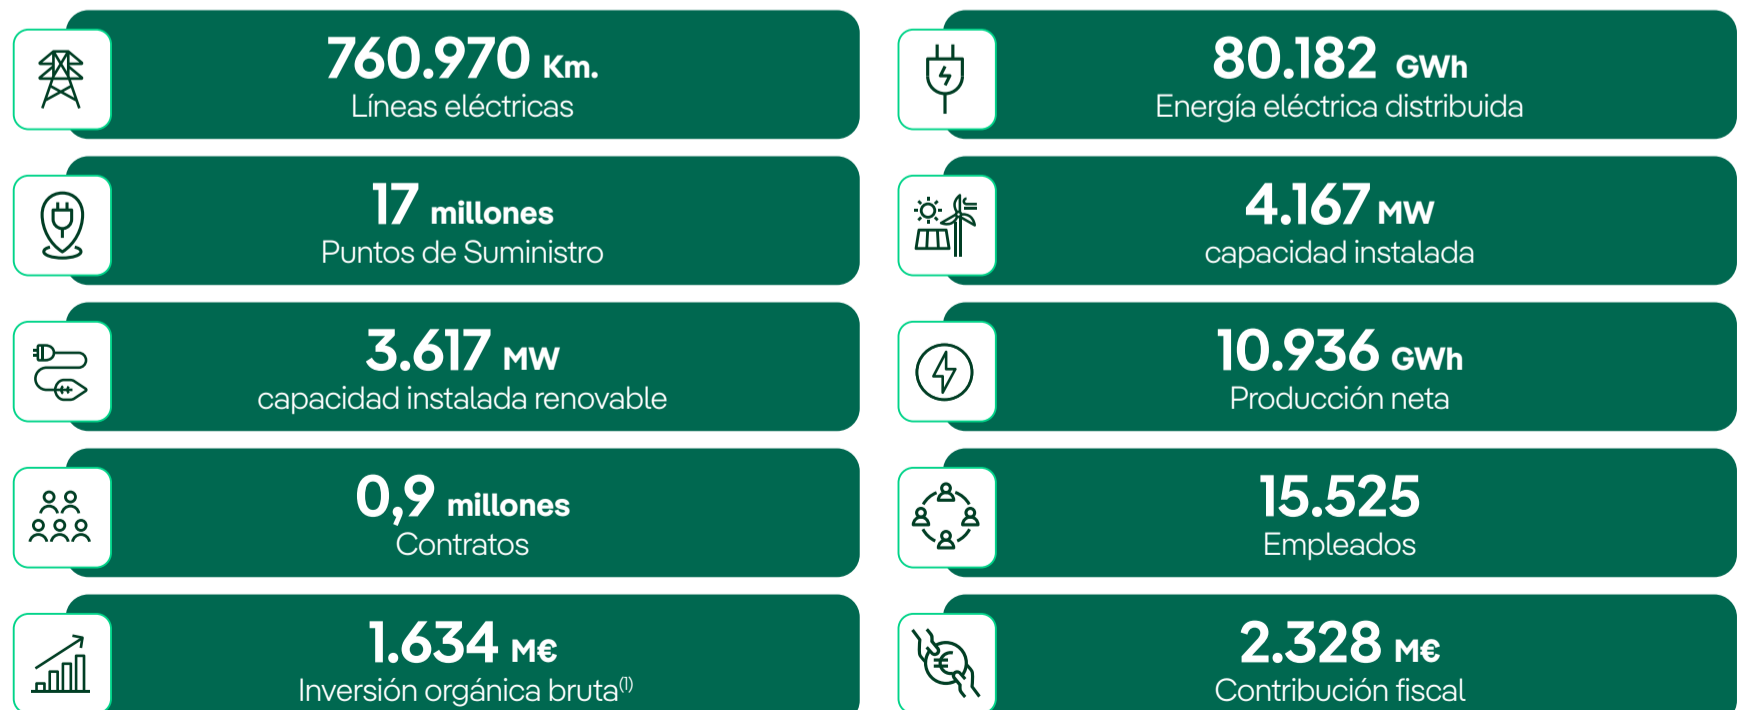 760.970 Km.
Líneas eléctricas
80.182 GWh
Energía eléctrica distribuida
17 millones
Puntos de Suministro
4.167 MW
capacidad instalada
3.617 MW
capacidad instalada renovable
10.936 GWh
Producción neta
0,9 millones
Contratos
15.525
Empleados
1.634 M€
Inversión orgánica bruta(1)
2.328 M€
Contribución fiscal